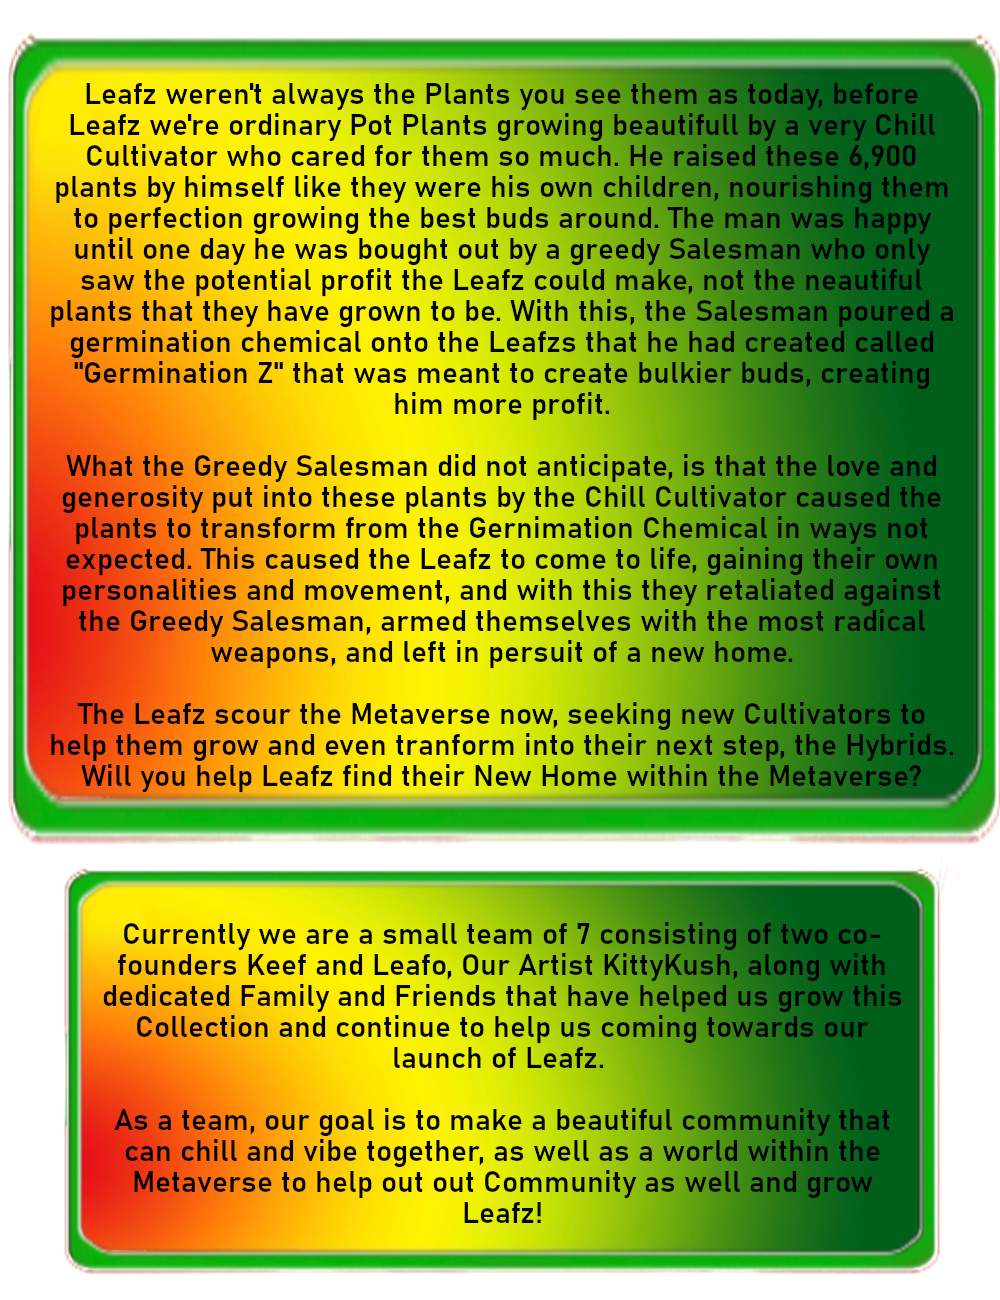 Leafz weren't always the Plants you see them as today, before
Leafz we're ordinary Pot Plants growing beautifull by a very Chill
Cultivator who cared for them so much. He raised these 6,900
plants by himself like they were his own children, nourishing them
to perfection growing the best buds around. The man was happy
until one day he was bought out by a greedy Salesman who only
saw the potential profit the Leafz could make, not the neautiful
plants that they have grown to be. With this, the Salesman poured a
germination chemical onto the Leafzs that he had created called
"Germination Z" that was meant to create bulkier buds, creating
him more profit.
What the Greedy Salesman did not anticipate, is that the love and
generosity put into these plants by the Chill Cultivator caused the
plants to transform from the Gernimation Chemical in ways not
expected. This caused the Leafz to come to life, gaining their own
personalities and movement, and with this they retaliated against
the Greedy Salesman, armed themselves with the most radical
weapons, and left in persuit of a new home.
The Leafz scour the Metaverse now, seeking new Cultivators to
help them grow and even tranform into their next step, the Hybrids.
Will you help Leafz find their New Home within the Metaverse?
Currently we are a small team of 7 consisting of two co-
founders Keef and Leafo, Our Artist KittyKush, along with
dedicated Family and Friends that have helped us grow this
Collection and continue to help us coming towards our
launch of Leafz.
As a team, our goal is to make a beautiful community that
can chill and vibe together, as well as a world within the
Metaverse to help out out Community as well and grow
Leafz!